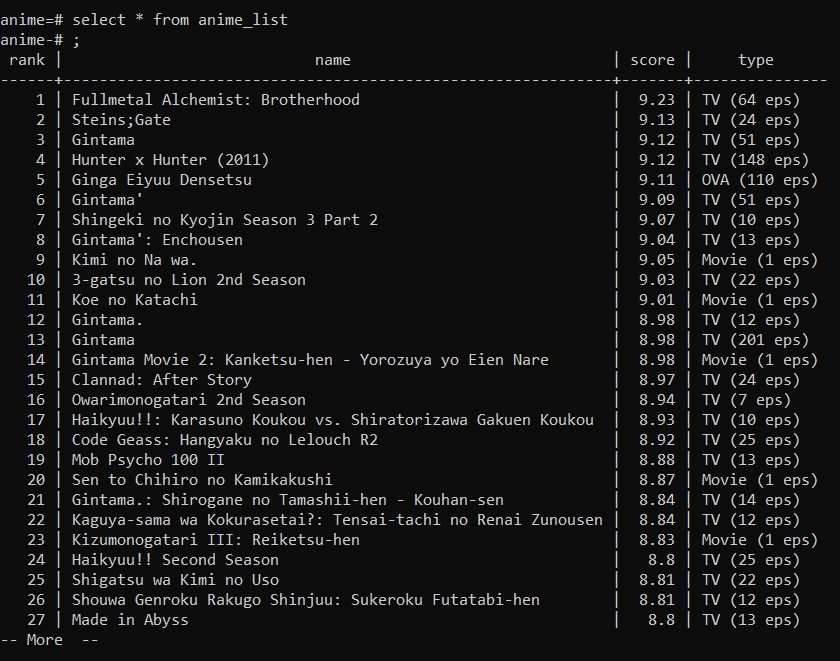 anime=# select * from anime_list
anime-# ;
 rank |                            name                             | score |     type
------+-------------------------------------------------------------+-------+---------------
    1 | Fullmetal Alchemist: Brotherhood                            |  9.23 | TV (64 eps)
    2 | Steins;Gate                                                 |  9.13 | TV (24 eps)
    3 | Gintama                                                     |  9.12 | TV (51 eps)
    4 | Hunter x Hunter (2011)                                      |  9.12 | TV (148 eps)
    5 | Ginga Eiyuu Densetsu                                        |  9.11 | OVA (110 eps)
    6 | Gintama'                                                    |  9.09 | TV (51 eps)
    7 | Shingeki no Kyojin Season 3 Part 2                          |  9.07 | TV (10 eps)
    8 | Gintama': Enchousen                                         |  9.04 | TV (13 eps)
    9 | Kimi no Na wa.                                              |  9.05 | Movie (1 eps)
   10 | 3-gatsu no Lion 2nd Season                                  |  9.03 | TV (22 eps)
   11 | Koe no Katachi                                              |  9.01 | Movie (1 eps)
   12 | Gintama.                                                    |  8.98 | TV (12 eps)
   13 | Gintama                                                     |  8.98 | TV (201 eps)
   14 | Gintama Movie 2: Kanketsu-hen - Yorozuya yo Eien Nare       |  8.98 | Movie (1 eps)
   15 | Clannad: After Story                                        |  8.97 | TV (24 eps)
   16 | Owarimonogatari 2nd Season                                  |  8.94 | TV (7 eps)
   17 | Haikyuu!!: Karasuno Koukou vs. Shiratorizawa Gakuen Koukou  |  8.93 | TV (10 eps)
   18 | Code Geass: Hangyaku no Lelouch R2                          |  8.92 | TV (25 eps)
   19 | Mob Psycho 100 II                                           |  8.88 | TV (13 eps)
   20 | Sen to Chihiro no Kamikakushi                               |  8.87 | Movie (1 eps)
   21 | Gintama.: Shirogane no Tamashii-hen - Kouhan-sen            |  8.84 | TV (14 eps)
   22 | Kaguya-sama wa Kokurasetai?: Tensai-tachi no Renai Zunousen |  8.84 | TV (12 eps)
   23 | Kizumonogatari III: Reiketsu-hen                            |  8.83 | Movie (1 eps)
   24 | Haikyuu!! Second Season                                     |   8.8 | TV (25 eps)
   25 | Shigatsu wa Kimi no Uso                                     |  8.81 | TV (22 eps)
   26 | Shouwa Genroku Rakugo Shinjuu: Sukeroku Futatabi-hen        |  8.81 | TV (12 eps)
   27 | Made in Abyss                                               |   8.8 | TV (13 eps)
-- More  --